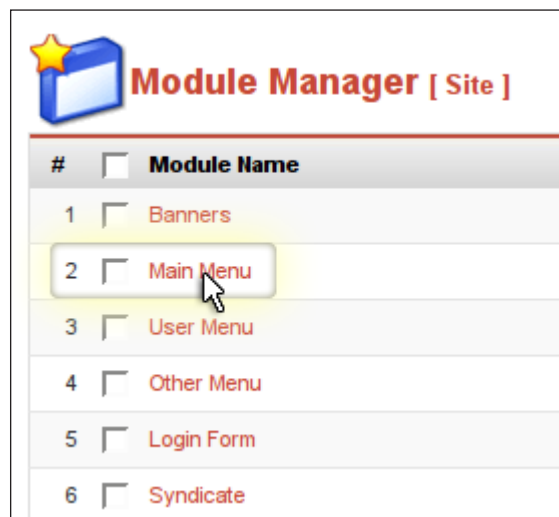 Module Manager [ Site ]
# Module Name
1 Banners
2 Main Menu
3 User Menu
4 Other Menu
5 Login Form
6 Syndicate